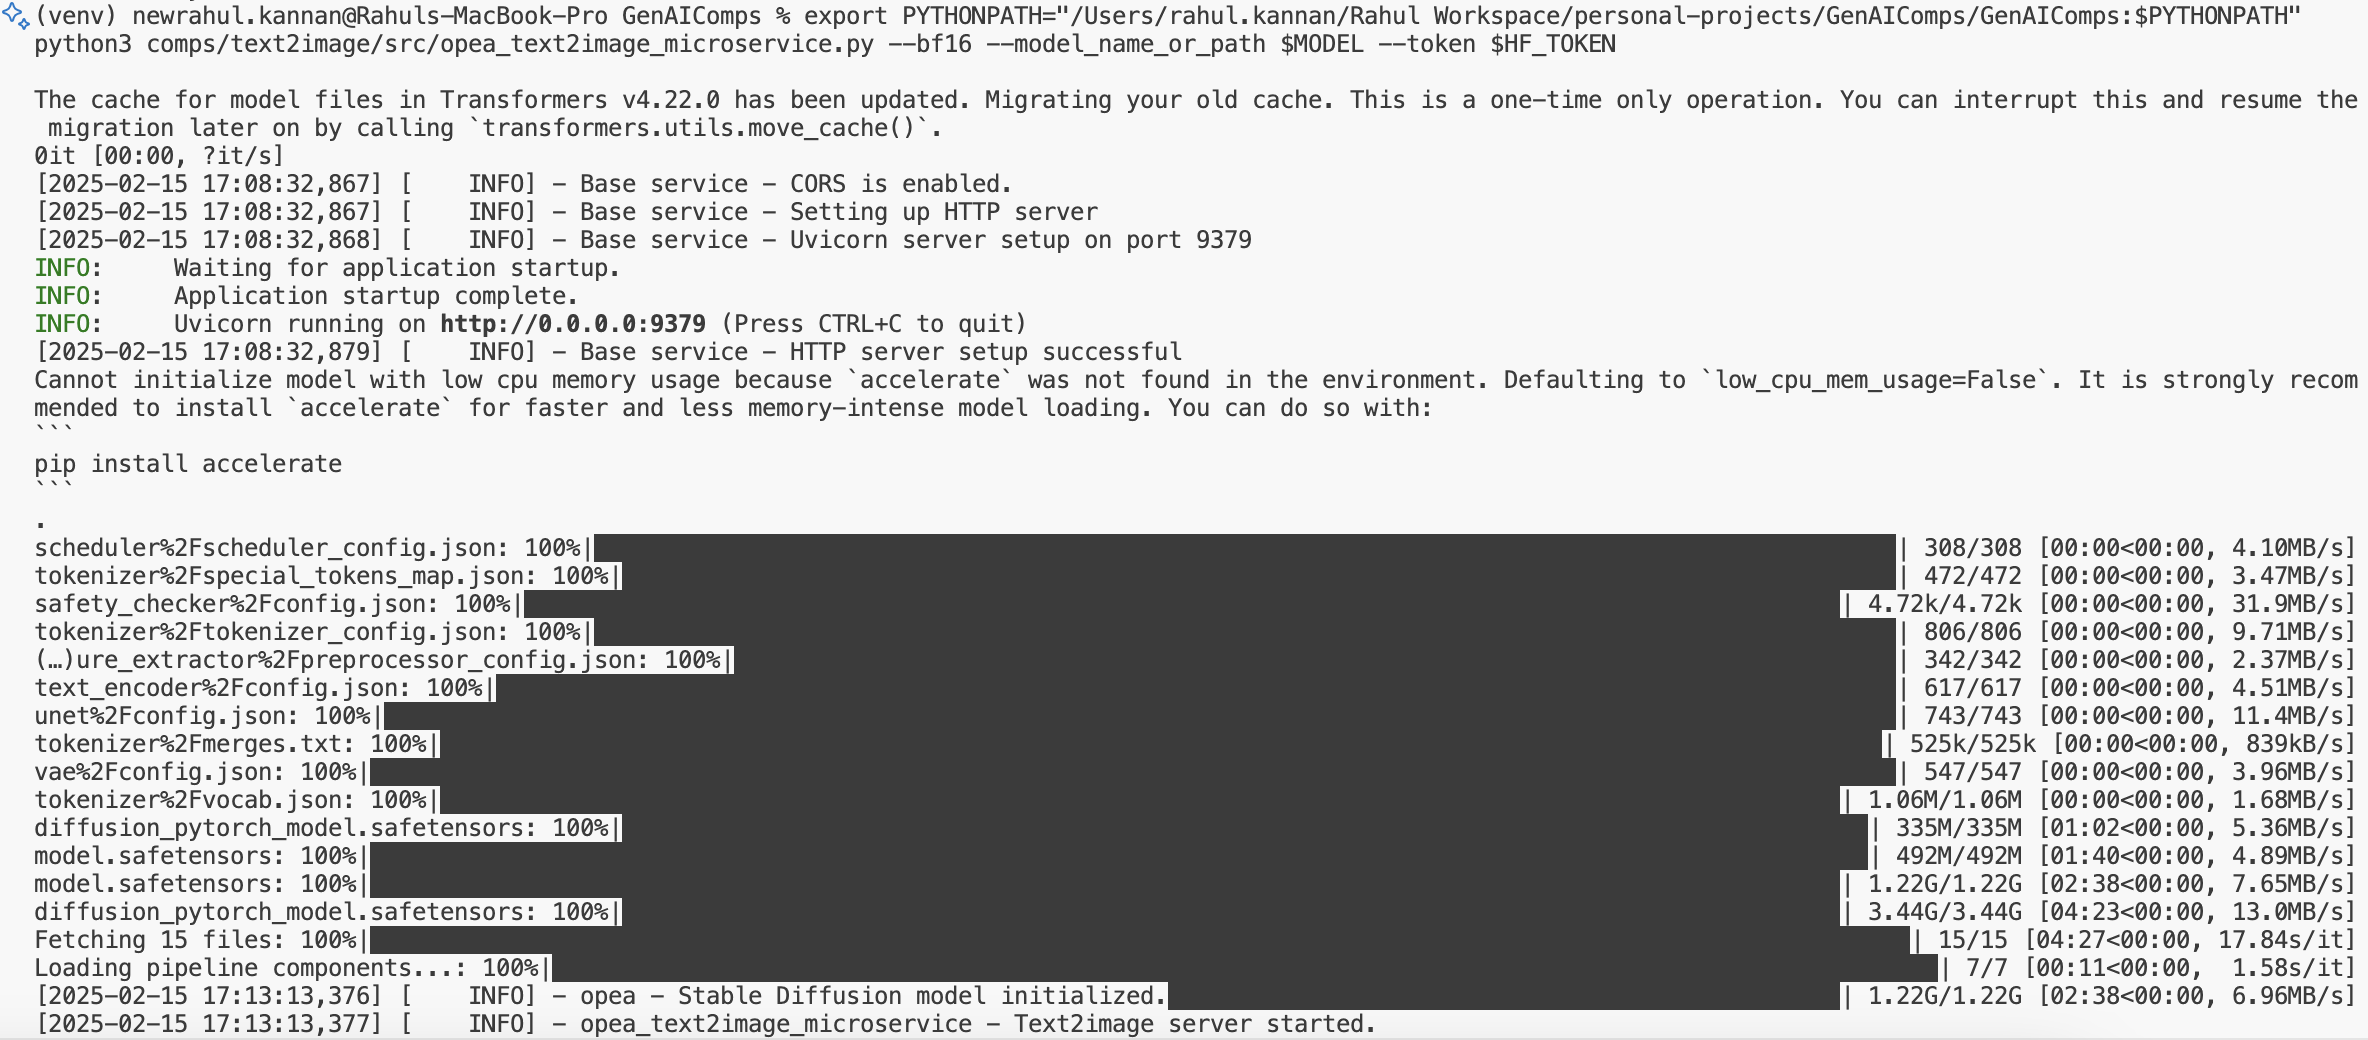 (venv) newrahul.kannan@Rahuls-MacBook-Pro GenAIComps % export PYTHONPATH="/Users/rahul.kannan/Rahul Workspace/personal-projects/GenAIComps/GenAIComps:$PYTHONPATH"
python3 comps/text2image/src/opea_text2image_microservice.py --bf16 --model_name_or_path $MODEL --token $HF_TOKEN
The cache for model files in Transformers v4.22.0 has been updated. Migrating your old cache. This is a one-time only operation. You can interrupt this and resume the
 migration later on by calling `transformers.utils.move_cache()`.
0it [00:00, ?it/s]
[2025-02-15 17:08:32,867] [    INFO] - Base service - CORS is enabled.
[2025-02-15 17:08:32,867] [    INFO] - Base service - Setting up HTTP server
[2025-02-15 17:08:32,868] [    INFO] - Base service - Uvicorn server setup on port 9379
INFO:     Waiting for application startup.
INFO:     Application startup complete.
INFO:     Uvicorn running on http://0.0.0.0:9379 (Press CTRL+C to quit)
[2025-02-15 17:08:32,879] [    INFO] - Base service - HTTP server setup successful
Cannot initialize model with low cpu memory usage because `accelerate` was not found in the environment. Defaulting to `low_cpu_mem_usage=False`. It is strongly recom
mended to install `accelerate` for faster and less memory-intense model loading. You can do so with:
```
pip install accelerate
```
.
scheduler%2Fscheduler_config.json: 100%| | 308/308 [00:00<00:00, 4.10MB/s]
tokenizer%2Fspecial_tokens_map.json: 100%| | 472/472 [00:00<00:00, 3.47MB/s]
safety_checker%2Fconfig.json: 100%| | 4.72k/4.72k [00:00<00:00, 31.9MB/s]
tokenizer%2Ftokenizer_config.json: 100%| | 806/806 [00:00<00:00, 9.71MB/s]
(…)ure_extractor%2Fpreprocessor_config.json: 100%| | 342/342 [00:00<00:00, 2.37MB/s]
text_encoder%2Fconfig.json: 100%| | 617/617 [00:00<00:00, 4.51MB/s]
unet%2Fconfig.json: 100%| | 743/743 [00:00<00:00, 11.4MB/s]
tokenizer%2Fmerges.txt: 100%| | 525k/525k [00:00<00:00, 839kB/s]
vae%2Fconfig.json: 100%| | 547/547 [00:00<00:00, 3.96MB/s]
tokenizer%2Fvocab.json: 100%| | 1.06M/1.06M [00:00<00:00, 1.68MB/s]
diffusion_pytorch_model.safetensors: 100%| | 335M/335M [01:02<00:00, 5.36MB/s]
model.safetensors: 100%| | 492M/492M [01:40<00:00, 4.89MB/s]
model.safetensors: 100%| | 1.22G/1.22G [02:38<00:00, 7.65MB/s]
diffusion_pytorch_model.safetensors: 100%| | 3.44G/3.44G [04:23<00:00, 13.0MB/s]
Fetching 15 files: 100%| | 15/15 [04:27<00:00, 17.84s/it]
Loading pipeline components...: 100%| | 7/7 [00:11<00:00,  1.58s/it]
[2025-02-15 17:13:13,376] [    INFO] - opea - Stable Diffusion model initialized. | 1.22G/1.22G [02:38<00:00, 6.96MB/s]
[2025-02-15 17:13:13,377] [    INFO] - opea_text2image_microservice - Text2image server started.